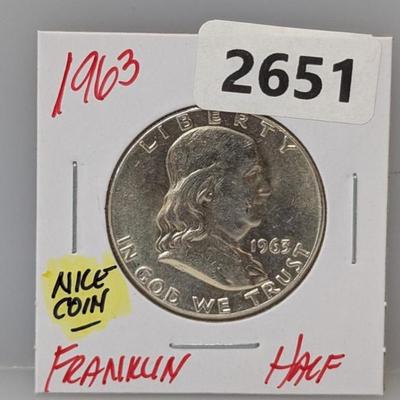 1963
2651
LIBERTY
1963
IN GOD WE TRUST
NICE
COIN
FRANKLIN HALF